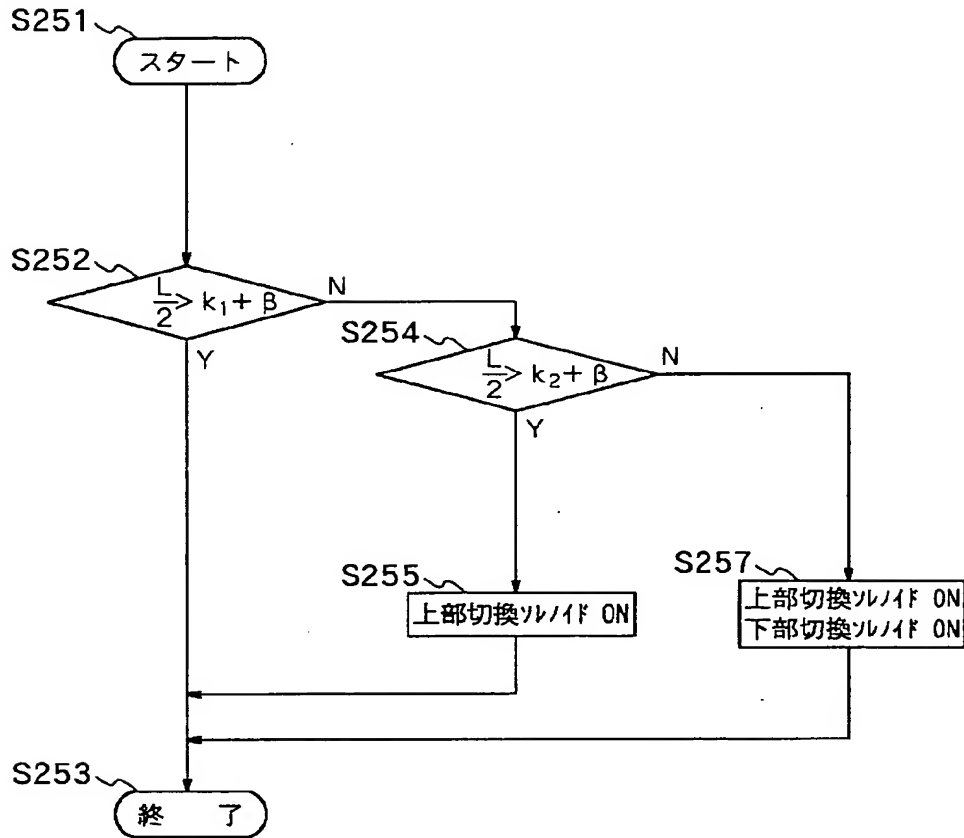 S251
スタート
S252
L/2 > k₁ + β
N
Y
S254
L/2 > k₂ + β
N
Y
S255
上部切換ソレノイド ON
S257
上部切換ソレノイド ON
下部切換ソレノイド ON
S253
終 了